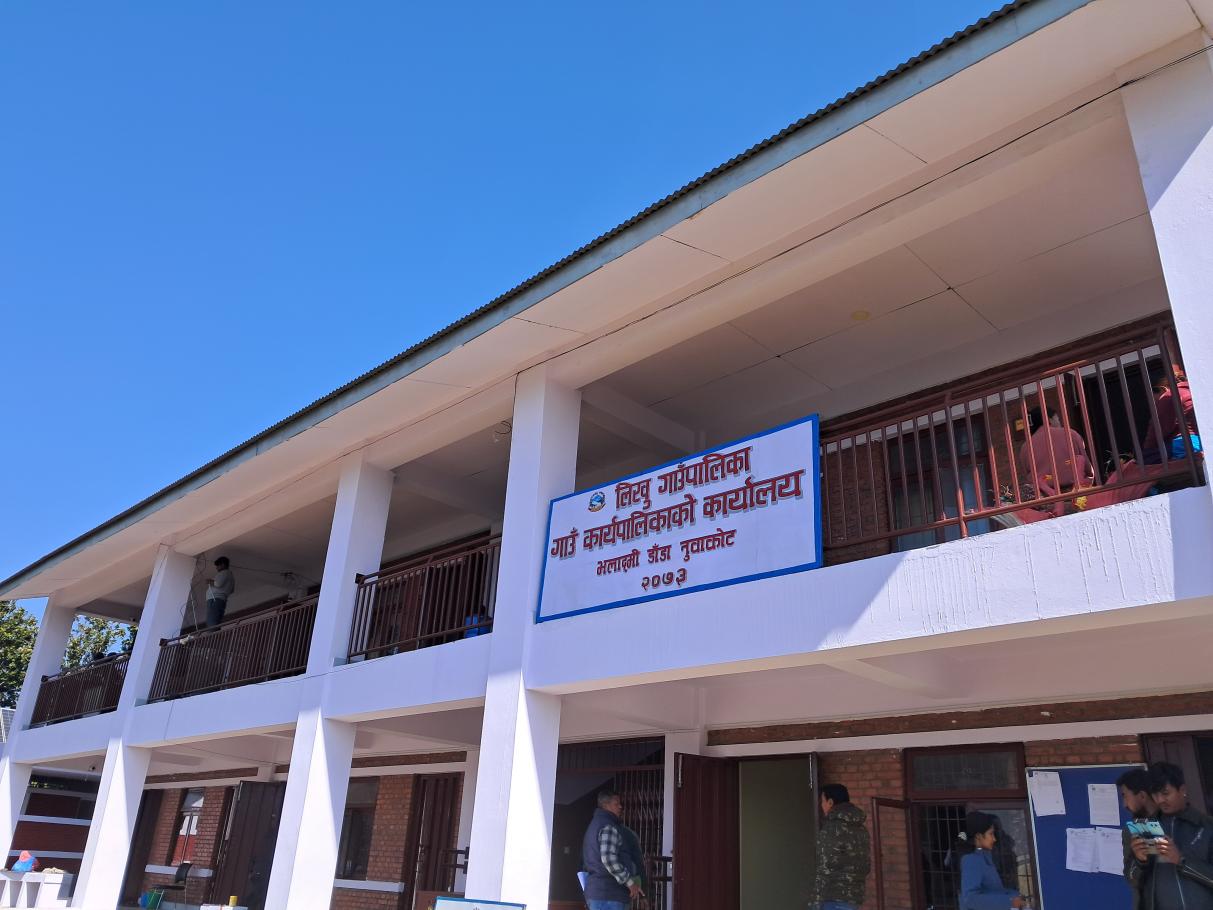 लिखु गाउँपालिका
गाउँ कार्यपालिकाको कार्यालय
भलाद्मी डाँडा नुवाकोट
२०७३